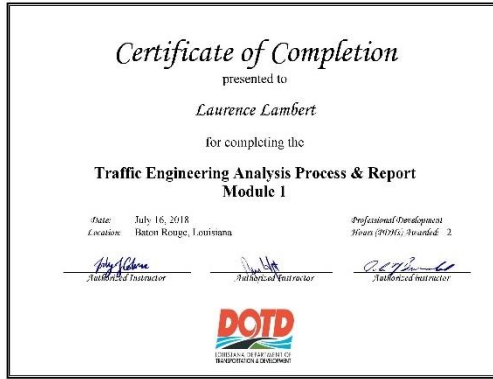 Certificate of Completion
presented to
Laurence Lambert
for completing the
Traffic Engineering Analysis Process & Report
Module 1
Date: July 16, 2018
Location: Baton Rouge, Louisiana
Professional Development
Hours (PDHs) Awarded: 2
Authorized Instructor
Authorized Instructor
Authorized Instructor
DOTD
LOUISIANA DEPARTMENT OF
TRANSPORTATION & DEVELOPMENT